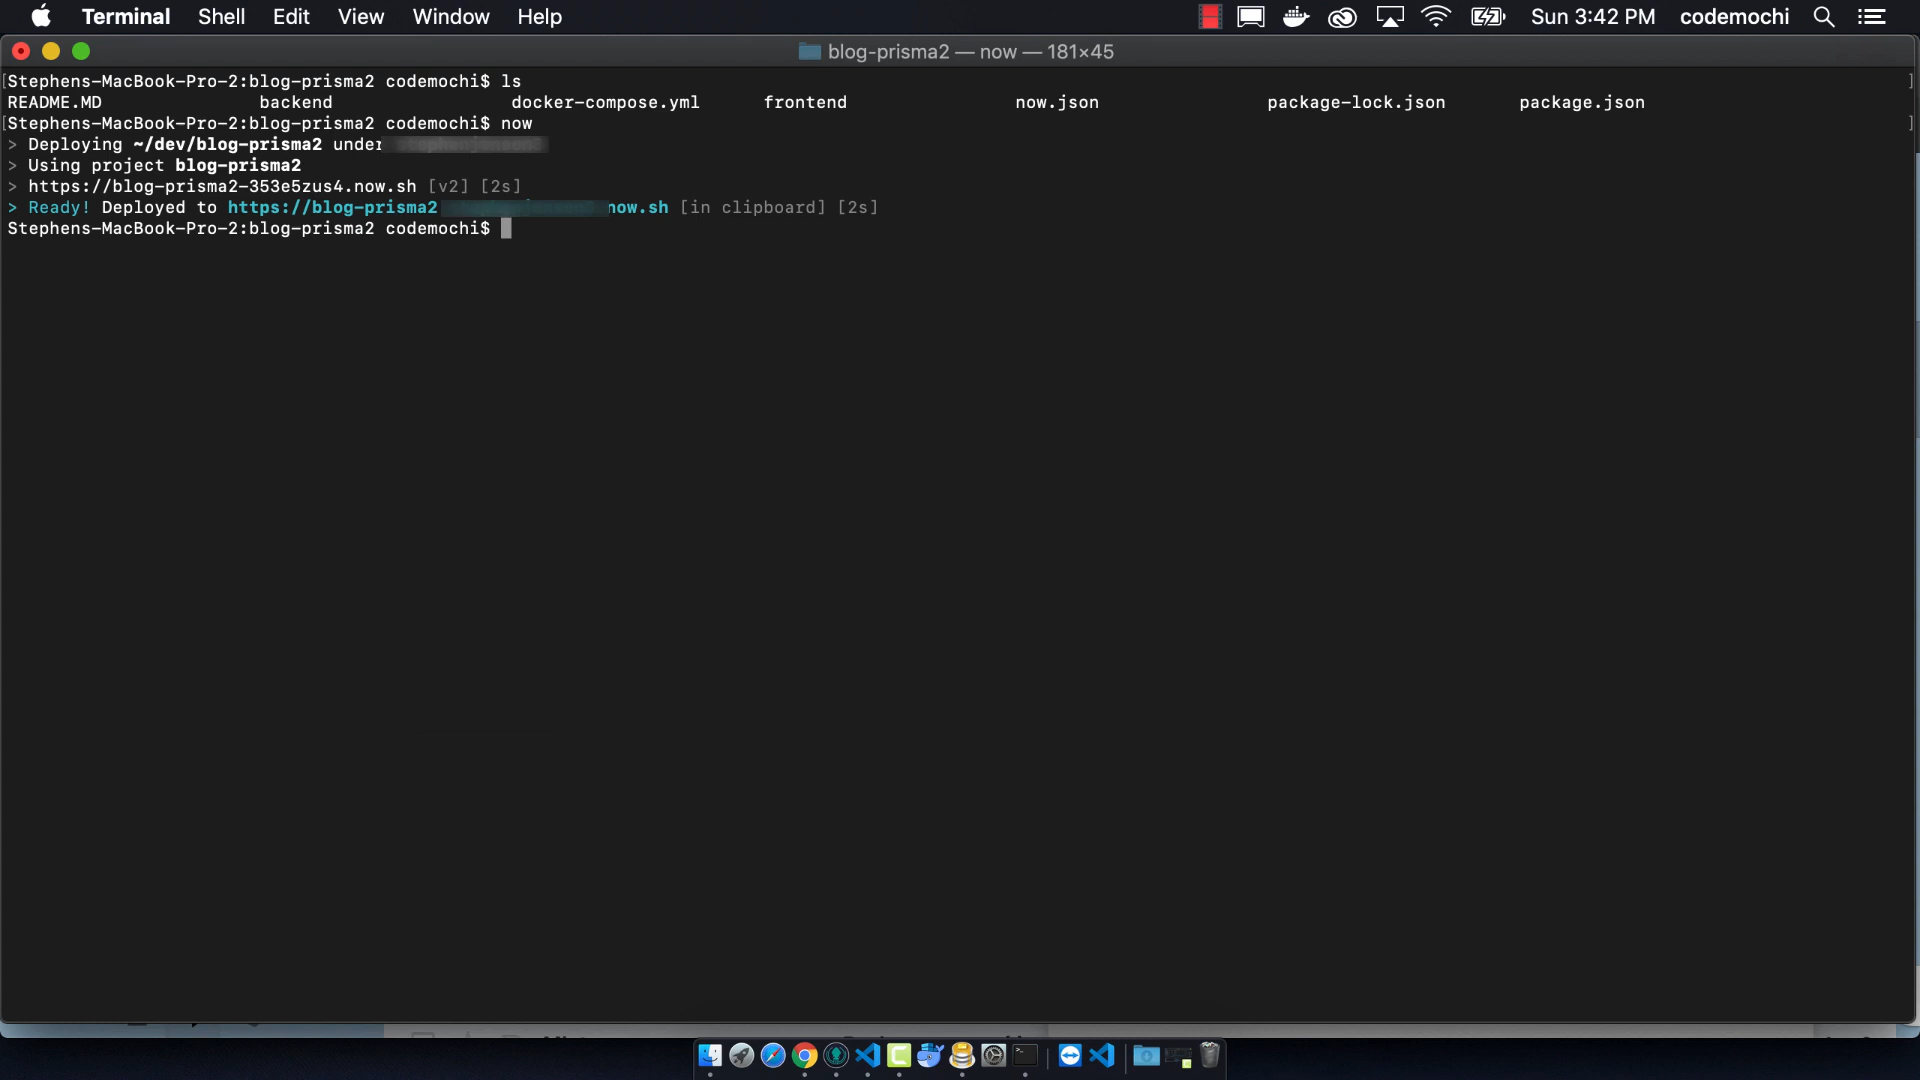 Terminal Shell Edit View Window Help Sun 3:42 PM codemochi
blog-prisma2 — now — 181×45
[Stephens-MacBook-Pro-2:blog-prisma2 codemochi$ ls ]
README.MD backend docker-compose.yml frontend now.json package-lock.json package.json
[Stephens-MacBook-Pro-2:blog-prisma2 codemochi$ now ]
> Deploying ~/dev/blog-prisma2 under
> Using project blog-prisma2
> https://blog-prisma2-353e5zus4.now.sh [v2] [2s]
> Ready! Deployed to https://blog-prisma2 now.sh [in clipboard] [2s]
Stephens-MacBook-Pro-2:blog-prisma2 codemochi$